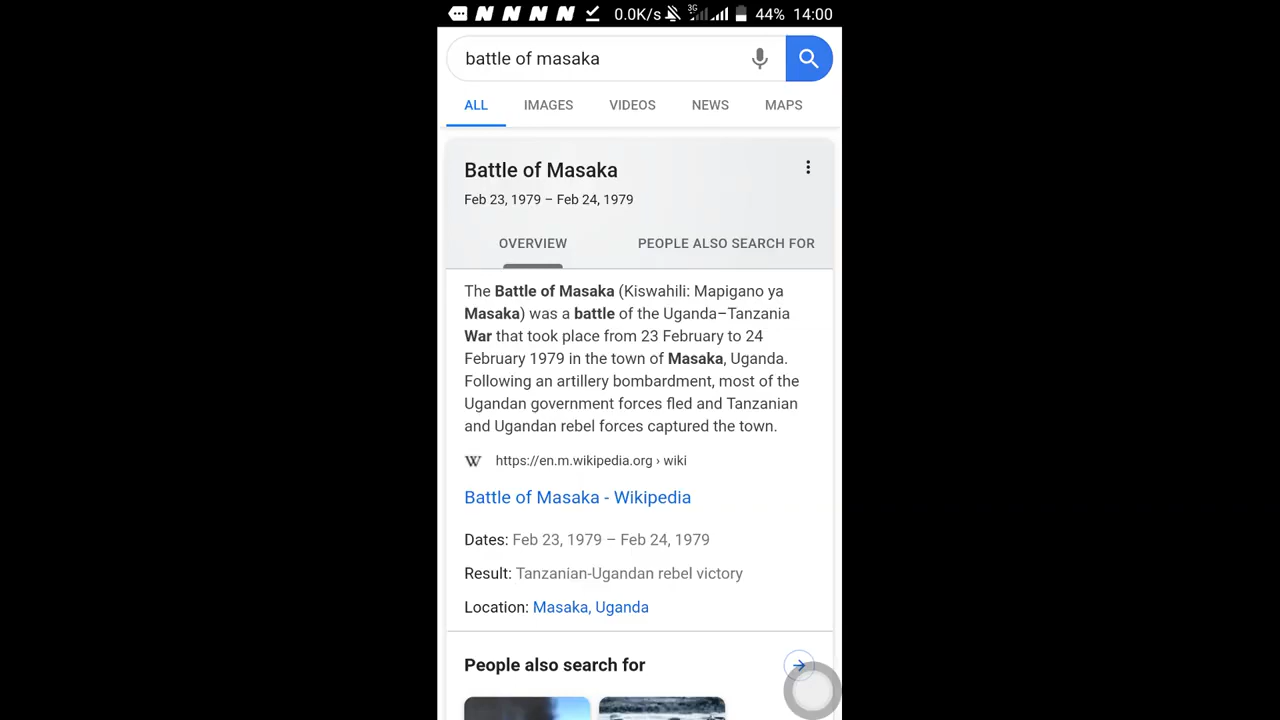 0.0K/s 3G 44% 14:00
battle of masaka
ALL IMAGES VIDEOS NEWS MAPS
Battle of Masaka
Feb 23, 1979 – Feb 24, 1979
OVERVIEW PEOPLE ALSO SEARCH FOR
The Battle of Masaka (Kiswahili: Mapigano ya
Masaka) was a battle of the Uganda–Tanzania
War that took place from 23 February to 24
February 1979 in the town of Masaka, Uganda.
Following an artillery bombardment, most of the
Ugandan government forces fled and Tanzanian
and Ugandan rebel forces captured the town.
W https://en.m.wikipedia.org › wiki
Battle of Masaka - Wikipedia
Dates: Feb 23, 1979 – Feb 24, 1979
Result: Tanzanian-Ugandan rebel victory
Location: Masaka, Uganda
People also search for